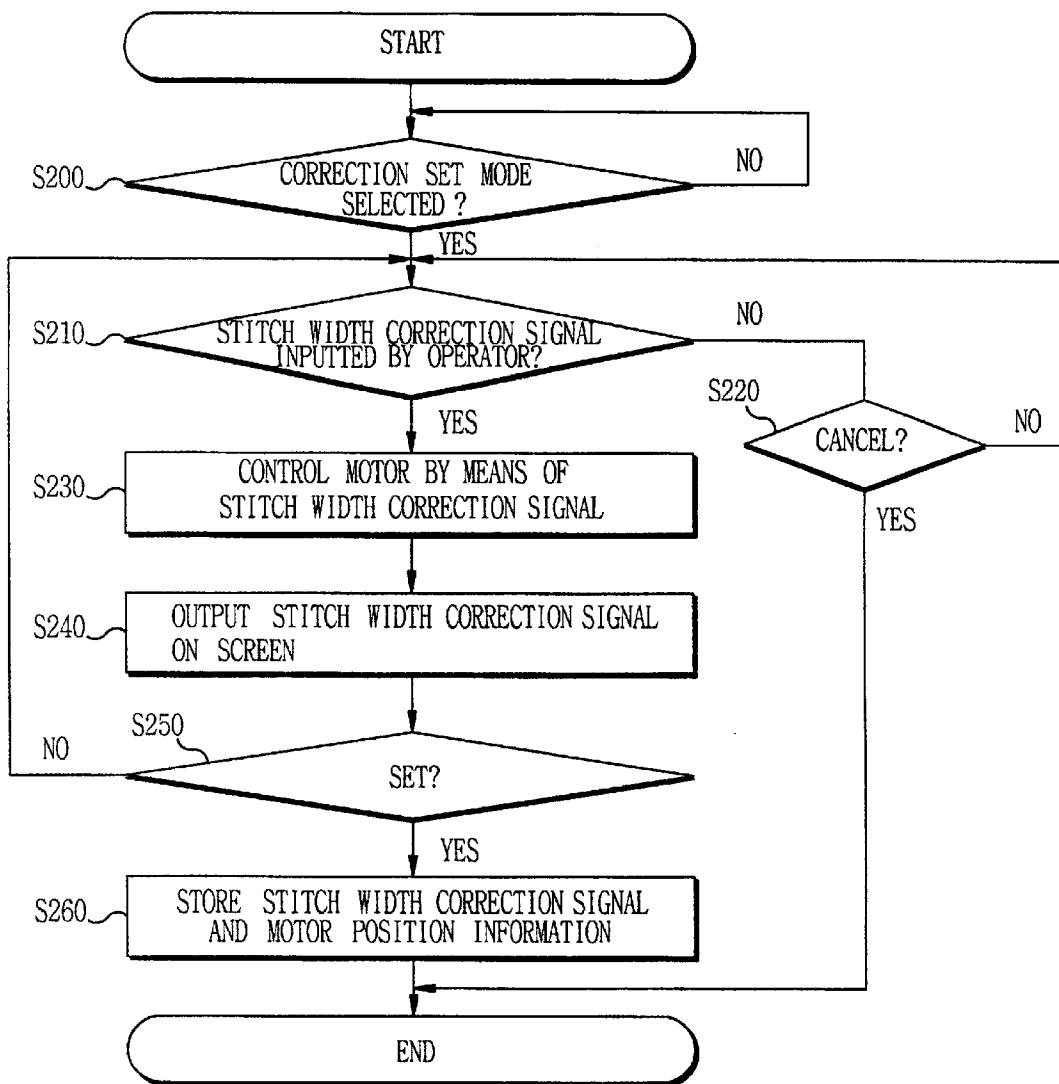 START
S200
CORRECTION SET MODE
SELECTED ?
NO
YES
S210
STITCH WIDTH CORRECTION SIGNAL
INPUTTED BY OPERATOR?
NO
YES
S220
CANCEL?
NO
YES
S230
CONTROL MOTOR BY MEANS OF
STITCH WIDTH CORRECTION SIGNAL
S240
OUTPUT STITCH WIDTH CORRECTION SIGNAL
ON SCREEN
S250
NO
SET?
YES
S260
STORE STITCH WIDTH CORRECTION SIGNAL
AND MOTOR POSITION INFORMATION
END